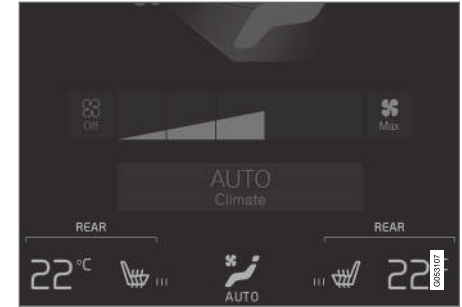 Off
Max
AUTO
Climate
REAR
REAR
22°C
22°
AUTO
G053107